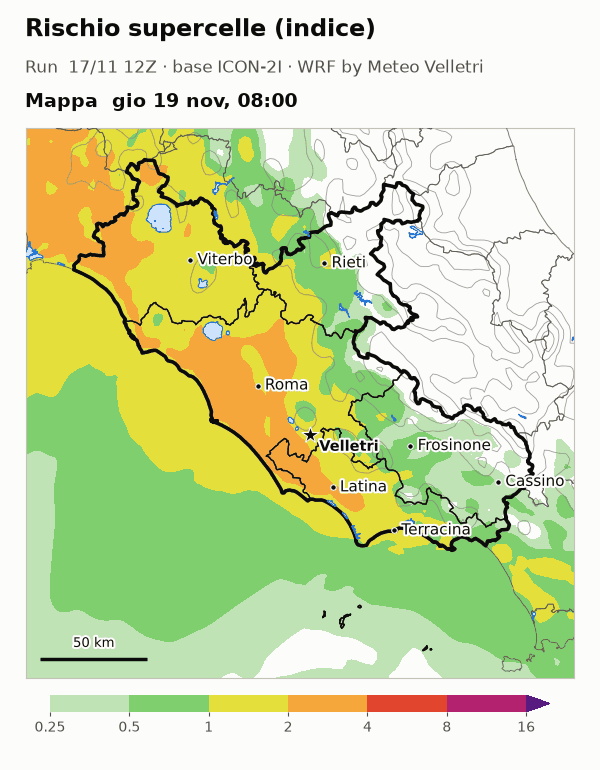 Rischio supercelle (indice)
Run  17/11 12Z · base ICON-2I · WRF by Meteo Velletri
Mappa  gio 19 nov, 08:00
Viterbo
Rieti
Roma
Velletri
Frosinone
Cassino
Latina
Terracina
50 km
0.25 0.5 1 2 4 8 16